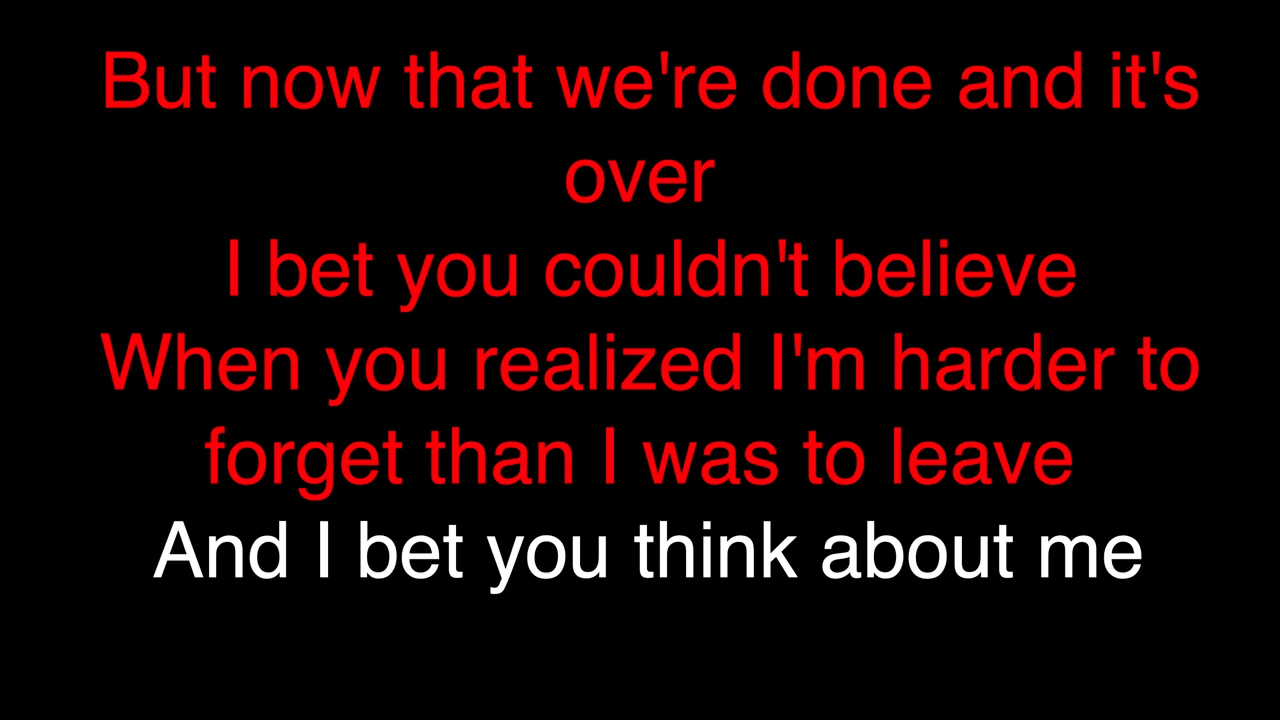 But now that we're done and it's
over
I bet you couldn't believe
When you realized I'm harder to
forget than I was to leave
And I bet you think about me